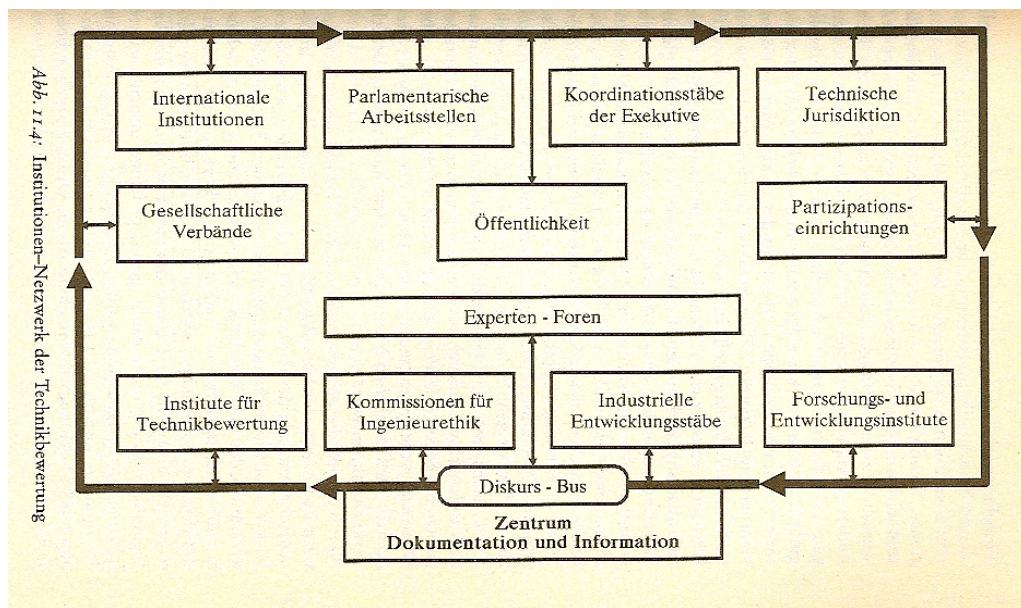 Abb. 11.4: Institutionen–Netzwerk der Technikbewertung
Internationale
Institutionen
Parlamentarische
Arbeitsstellen
Koordinationsstäbe
der Exekutive
Technische
Jurisdiktion
Gesellschaftliche
Verbände
Öffentlichkeit
Partizipations-
einrichtungen
Experten - Foren
Institute für
Technikbewertung
Kommissionen für
Ingenieurethik
Industrielle
Entwicklungsstäbe
Forschungs- und
Entwicklungsinstitute
Diskurs - Bus
Zentrum
Dokumentation und Information